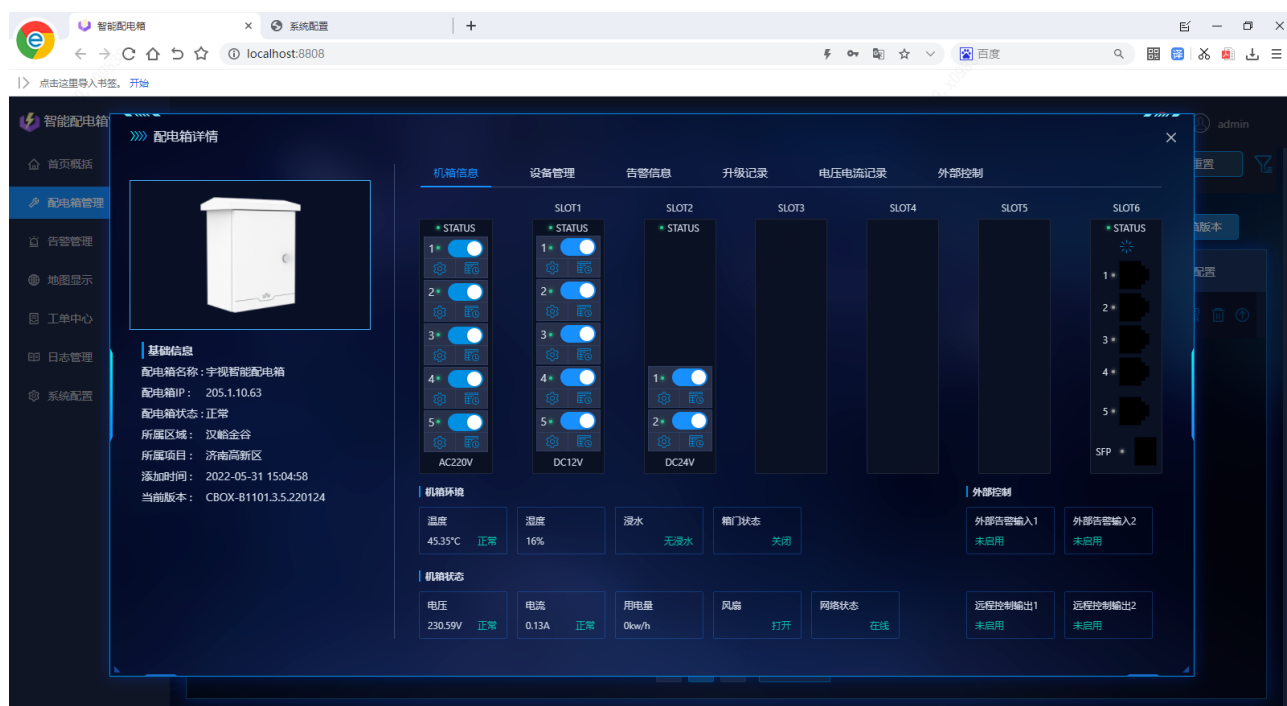 智能配电箱 × 系统配置 × +
localhost:8808 百度
点击这里导入书签。 开始
智能配电箱 admin
配电箱详情 ×
首页概括
配电箱管理
告警管理
地图显示
工单中心
日志管理
系统配置
重置
箱版本
配置
基础信息
配电箱名称 : 宇视智能配电箱
配电箱IP : 205.1.10.63
配电箱状态 : 正常
所属区域 : 汉峪金谷
所属项目 : 济南高新区
添加时间 : 2022-05-31 15:04:58
当前版本 : CBOX-B1101.3.5.220124
机箱信息 设备管理 告警信息 升级记录 电压电流记录 外部控制
SLOT1 SLOT2 SLOT3 SLOT4 SLOT5 SLOT6
STATUS STATUS STATUS STATUS
1 1
1
2 2
2
3 3
3
4 4 1
4
5 5 2
5
SFP
AC220V DC12V DC24V
机箱环境 外部控制
温度 湿度 浸水 箱门状态 外部告警输入1 外部告警输入2
45.35°C 正常 16% 无浸水 关闭 未启用 未启用
机箱状态
电压 电流 用电量 风扇 网络状态 远程控制输出1 远程控制输出2
230.59V 正常 0.13A 正常 0kw/h 打开 在线 未启用 未启用